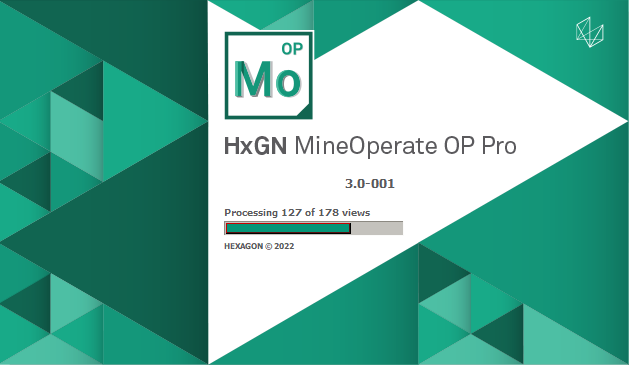 OP
Mo
HxGN MineOperate OP Pro
3.0-001
Processing 127 of 178 views
HEXAGON © 2022